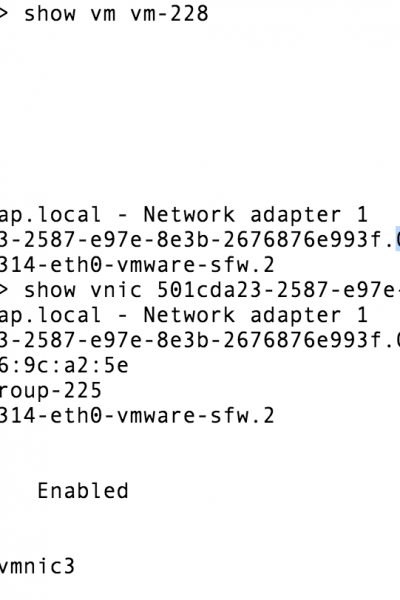 > show vm vm-228
ap.local - Network adapter 1
3-2587-e97e-8e3b-2676876e993f.
314-eth0-vmware-sfw.2
> show vnic 501cda23-2587-e97e-
ap.local - Network adapter 1
3-2587-e97e-8e3b-2676876e993f.
6:9c:a2:5e
roup-225
314-eth0-vmware-sfw.2
Enabled
vmnic3